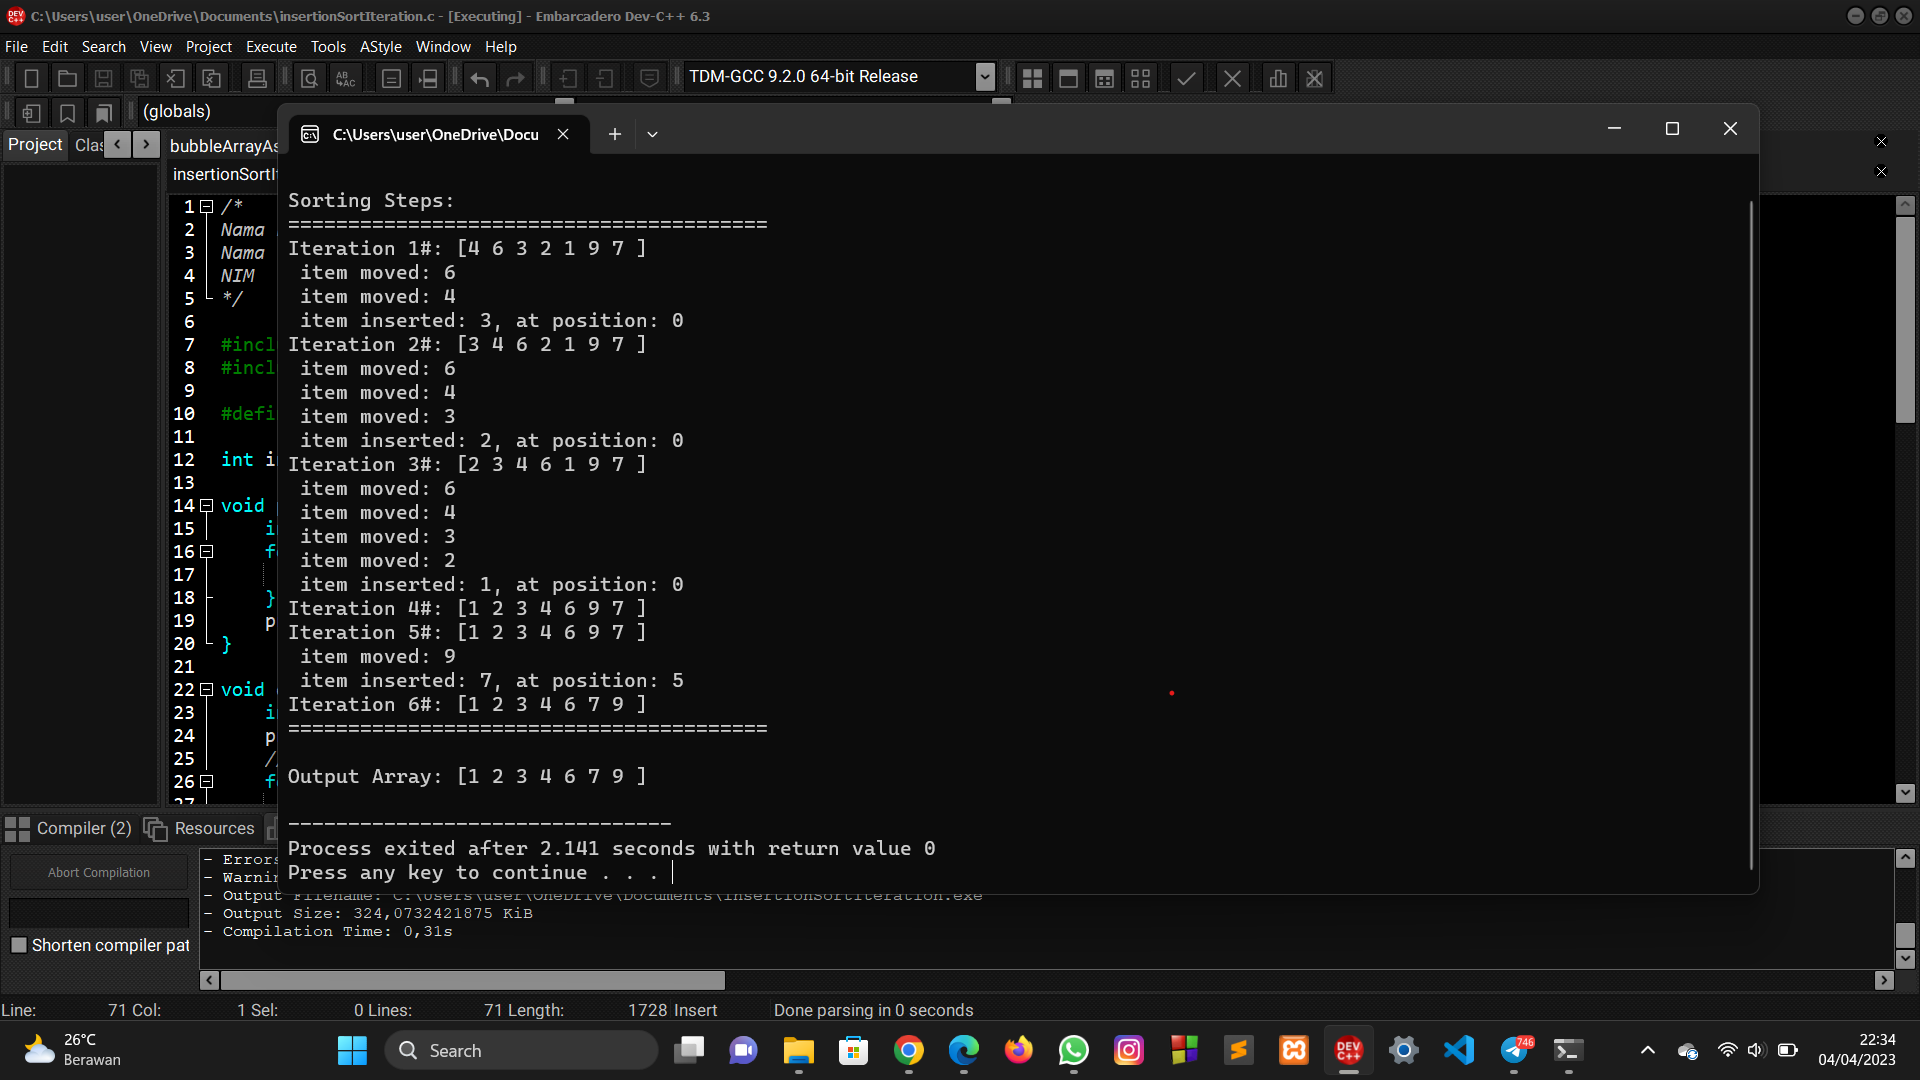 C:\Users\user\OneDrive\Documents\insertionSortIteration.c - [Executing] - Embarcadero Dev-C++ 6.3
File Edit Search View Project Execute Tools AStyle Window Help
TDM-GCC 9.2.0 64-bit Release
(globals)
C:\Users\user\OneDrive\Docu
Project Clas
bubbleArrayAs
insertionSortIt
1 /*
2 Nama
3 Nama
4 NIM
5 */
6
7 #incl
8 #incl
9
10 #defi
11
12 int i
13
14 void
15 i
16 f
17
18 }
19 p
20 }
21
22 void
23 i
24 p
25 /
26 f
27
Sorting Steps:
========================================
Iteration 1#: [4 6 3 2 1 9 7 ]
item moved: 6
item moved: 4
item inserted: 3, at position: 0
Iteration 2#: [3 4 6 2 1 9 7 ]
item moved: 6
item moved: 4
item moved: 3
item inserted: 2, at position: 0
Iteration 3#: [2 3 4 6 1 9 7 ]
item moved: 6
item moved: 4
item moved: 3
item moved: 2
item inserted: 1, at position: 0
Iteration 4#: [1 2 3 4 6 9 7 ]
Iteration 5#: [1 2 3 4 6 9 7 ]
item moved: 9
item inserted: 7, at position: 5
Iteration 6#: [1 2 3 4 6 7 9 ]
========================================
Output Array: [1 2 3 4 6 7 9 ]
--------------------------------
Process exited after 2.141 seconds with return value 0
Press any key to continue . . .
Compiler (2) Resources
Abort Compilation
Shorten compiler pat
- Errors
- Warnin
- Output Filename: C:\Users\user\OneDrive\Documents\insertionSortIteration.exe
- Output Size: 324,0732421875 KiB
- Compilation Time: 0,31s
Line: 71 Col: 1 Sel: 0 Lines: 71 Length: 1728 Insert Done parsing in 0 seconds
26°C
Berawan
Search
DEV C++
746
22:34
04/04/2023